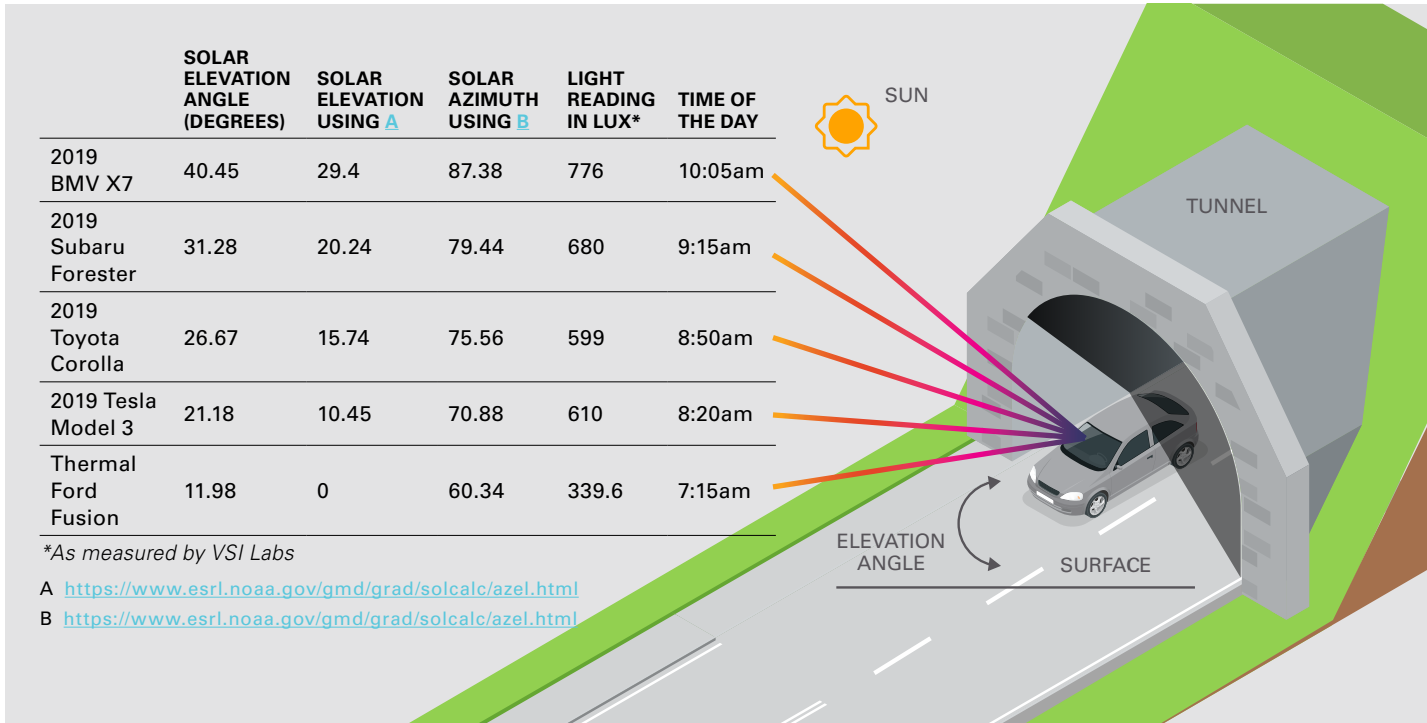 SOLAR ELEVATION ANGLE (DEGREES) SOLAR ELEVATION USING A SOLAR AZIMUTH USING B LIGHT READING IN LUX* TIME OF THE DAY
2019 BMV X7 40.45 29.4 87.38 776 10:05am
2019 Subaru Forester 31.28 20.24 79.44 680 9:15am
2019 Toyota Corolla 26.67 15.74 75.56 599 8:50am
2019 Tesla Model 3 21.18 10.45 70.88 610 8:20am
Thermal Ford Fusion 11.98 0 60.34 339.6 7:15am
*As measured by VSI Labs
A https://www.esrl.noaa.gov/gmd/grad/solcalc/azel.html
B https://www.esrl.noaa.gov/gmd/grad/solcalc/azel.html
SUN
TUNNEL
ELEVATION
ANGLE
SURFACE